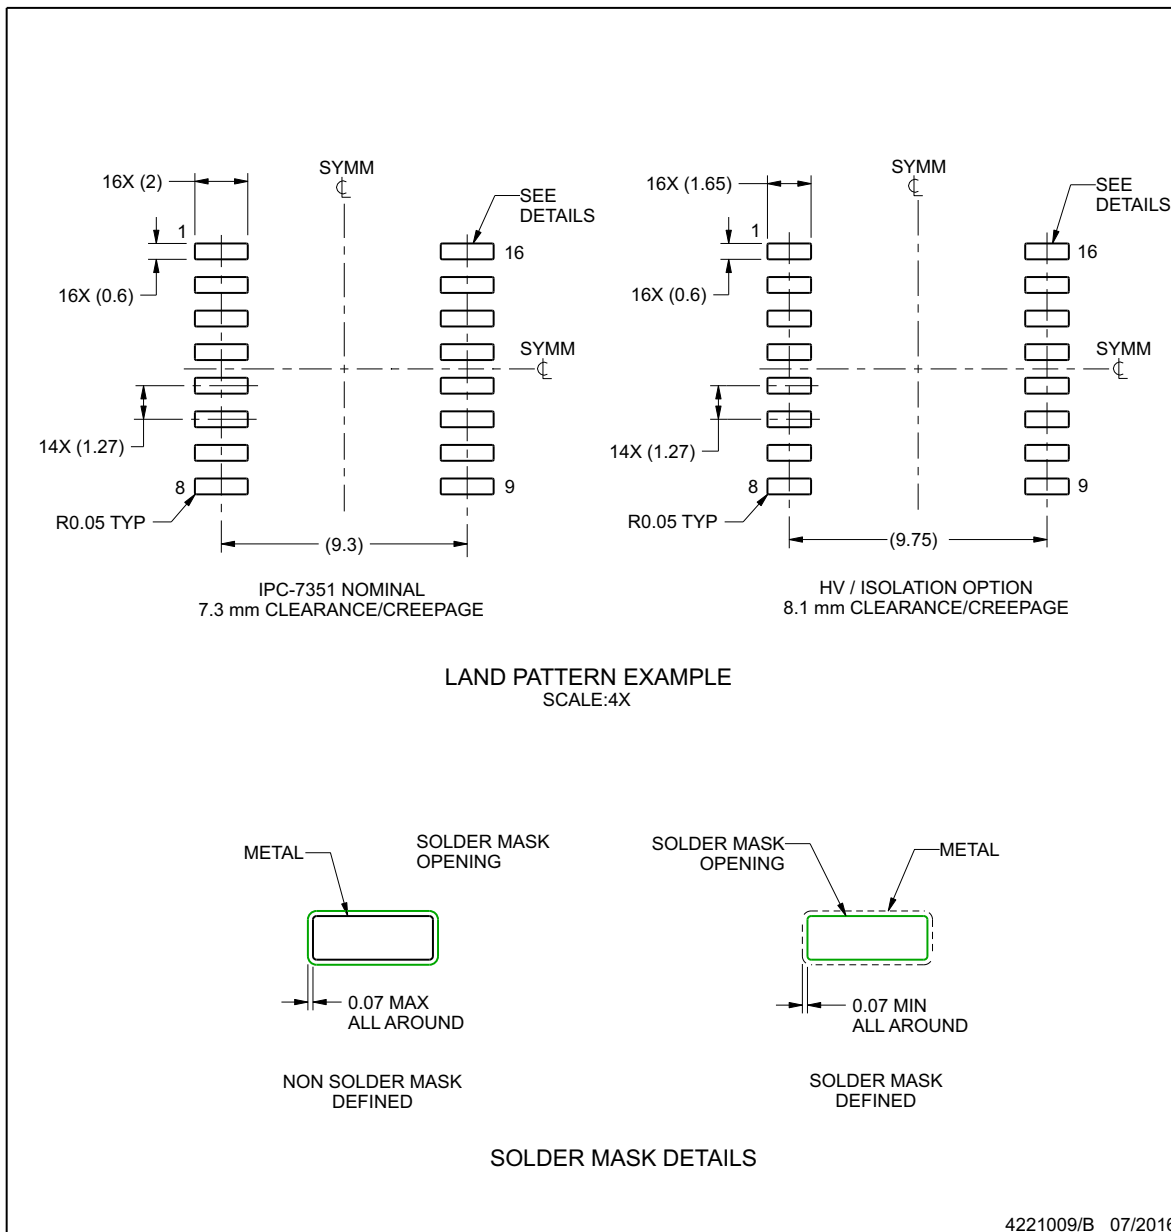 SYMM
℄
16X (2)
SEE
DETAILS
1
16
16X (0.6)
SYMM
℄
14X (1.27)
8
9
R0.05 TYP
(9.3)
IPC-7351 NOMINAL
7.3 mm CLEARANCE/CREEPAGE
SYMM
℄
16X (1.65)
SEE
DETAILS
1
16
16X (0.6)
SYMM
℄
14X (1.27)
8
9
R0.05 TYP
(9.75)
HV / ISOLATION OPTION
8.1 mm CLEARANCE/CREEPAGE
LAND PATTERN EXAMPLE
SCALE:4X
METAL
SOLDER MASK
OPENING
0.07 MAX
ALL AROUND
NON SOLDER MASK
DEFINED
SOLDER MASK
OPENING
METAL
0.07 MIN
ALL AROUND
SOLDER MASK
DEFINED
SOLDER MASK DETAILS
4221009/B 07/2016